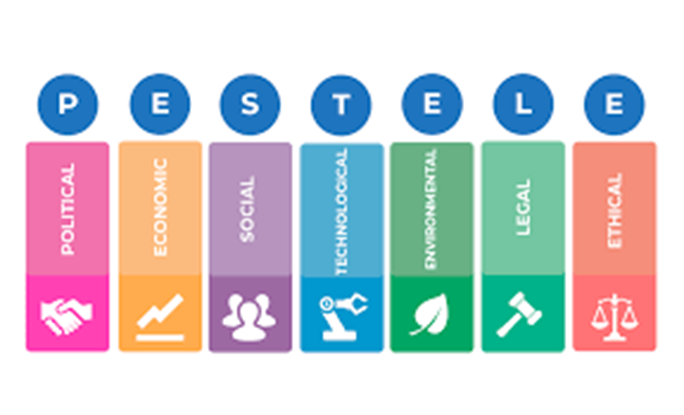 P E S T E L E
POLITICAL
ECONOMIC
SOCIAL
TECHNOLOGICAL
ENVIRONMENTAL
LEGAL
ETHICAL